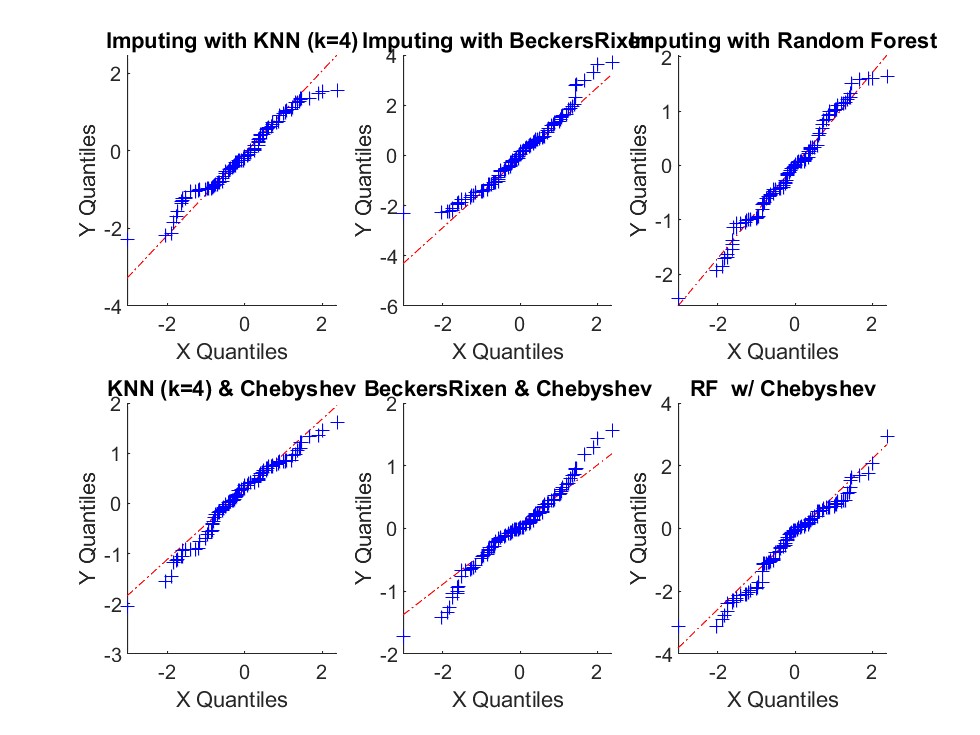 Imputing with KNN (k=4)
Imputing with BeckersRixen
Imputing with Random Forest
Y Quantiles
2
0
-2
-4
-2
0
2
X Quantiles
Y Quantiles
4
2
0
-2
-4
-6
-2
0
2
X Quantiles
Y Quantiles
2
1
0
-1
-2
-2
0
2
X Quantiles
KNN (k=4) & Chebyshev
BeckersRixen & Chebyshev
RF w/ Chebyshev
Y Quantiles
2
1
0
-1
-2
-3
-2
0
2
X Quantiles
Y Quantiles
2
1
0
-1
-2
-2
0
2
X Quantiles
Y Quantiles
4
2
0
-2
-4
-2
0
2
X Quantiles